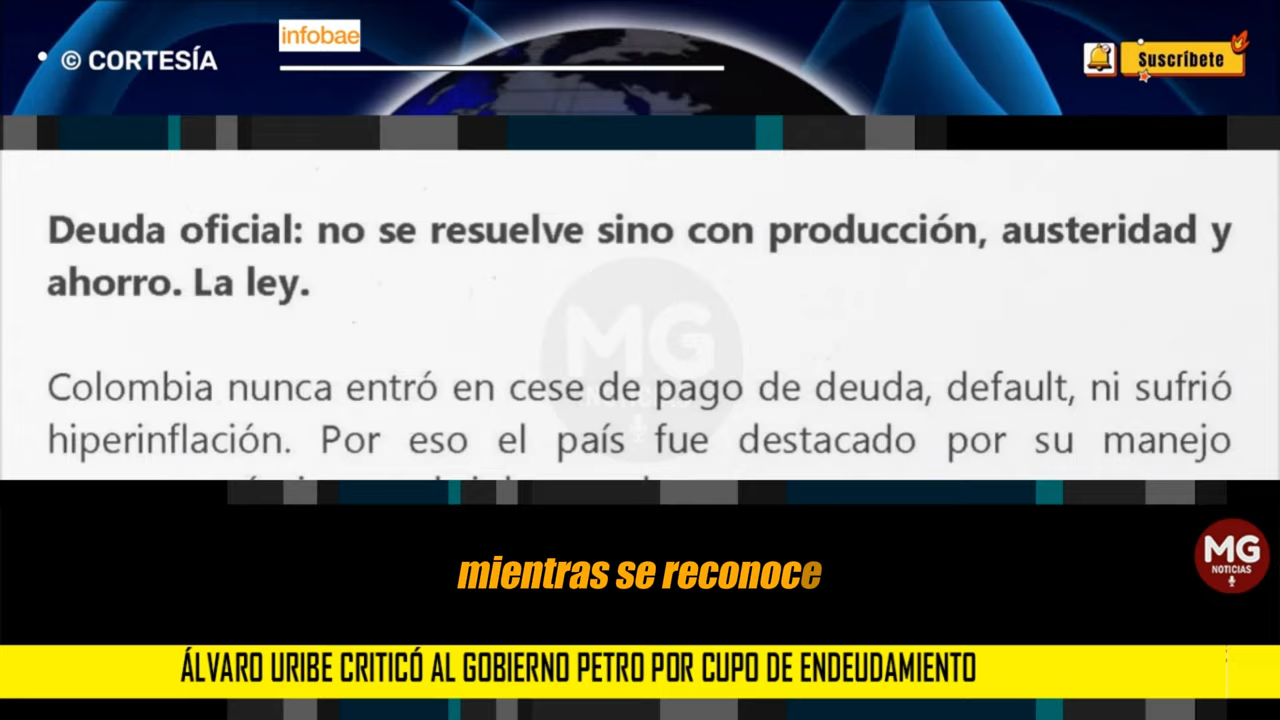 © CORTESÍA
infobae
Suscríbete
Deuda oficial: no se resuelve sino con producción, austeridad y
ahorro. La ley.
Colombia nunca entró en cese de pago de deuda, default, ni sufrió
hiperinflación. Por eso el país fue destacado por su manejo
MG
mientras se reconoce
MG
NOTICIAS
ÁLVARO URIBE CRITICÓ AL GOBIERNO PETRO POR CUPO DE ENDEUDAMIENTO